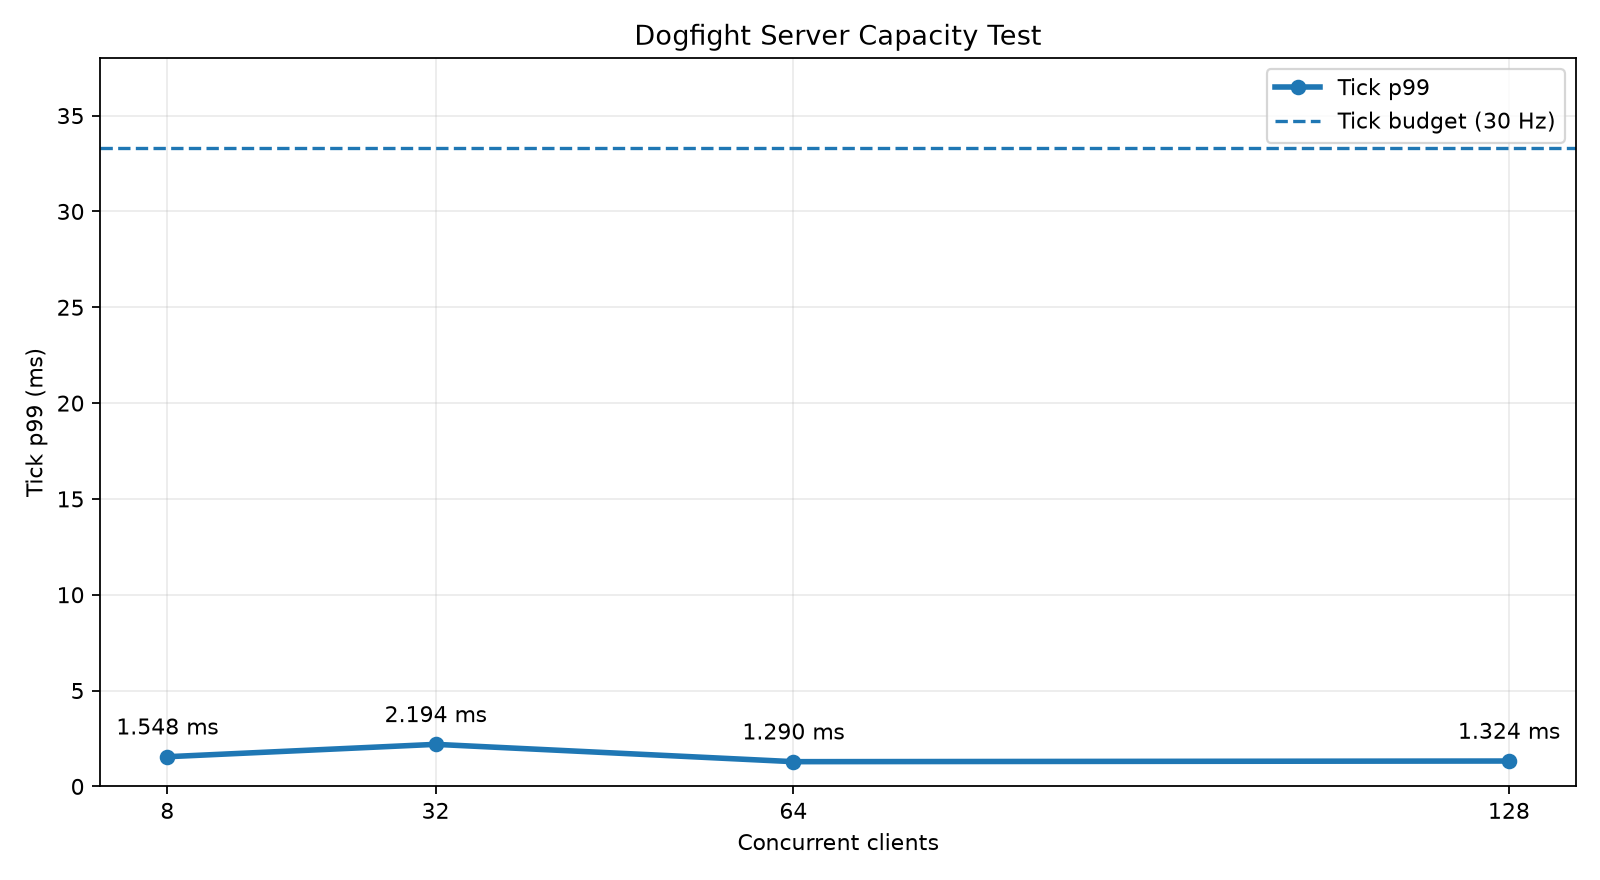 Dogfight Server Capacity Test
Tick p99
Tick budget (30 Hz)
Tick p99 (ms)
35
30
25
20
15
10
5
0
1.548 ms
2.194 ms
1.290 ms
1.324 ms
8
32
64
128
Concurrent clients